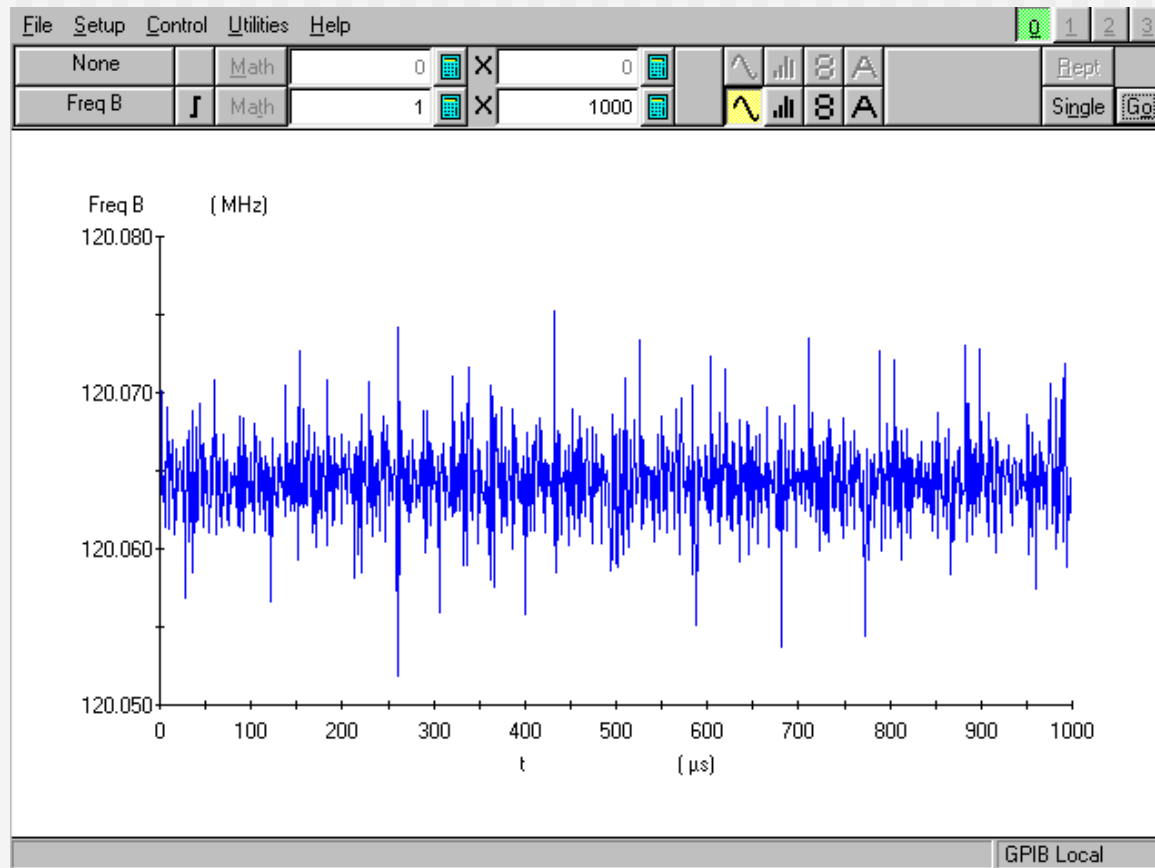 File Setup Control Utilities Help 0 1 2 3
None Math 0 X 0 8 A Rept
Freq B ʃ Math 1 X 1000 8 A Single Go
Freq B (MHz)
120.080
120.070
120.060
120.050
0 100 200 300 400 500 600 700 800 900 1000
t (µs)
GPIB Local